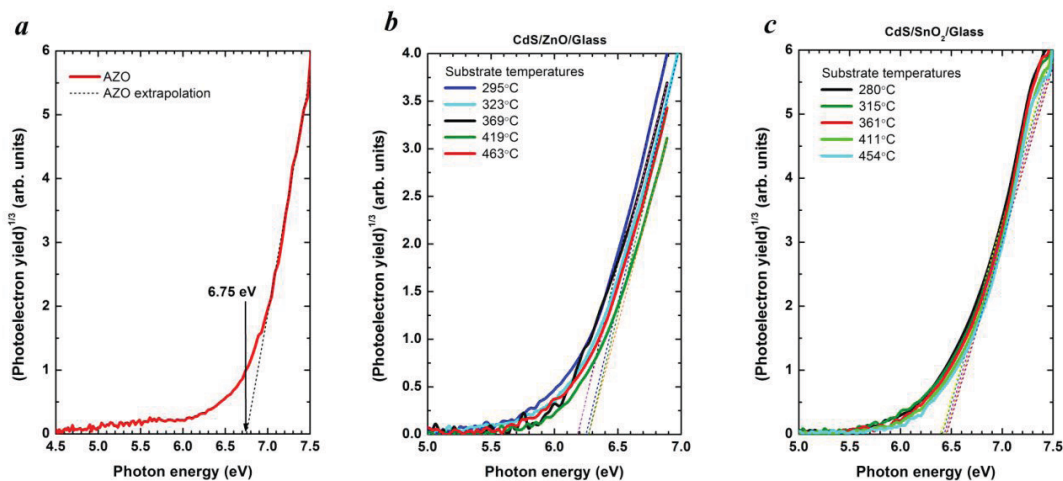 a
6
5
4
3
2
1
0
(Photoelectron yield)1/3 (arb. units)
AZO
AZO extrapolation
6.75 eV
4.5 5.0 5.5 6.0 6.5 7.0 7.5
Photon energy (eV)
b
CdS/ZnO/Glass
4.0
3.5
3.0
2.5
2.0
1.5
1.0
0.5
0.0
(Photoelectron yield)1/3 (arb. units)
Substrate temperatures
295°C
323°C
369°C
419°C
463°C
5.0 5.5 6.0 6.5 7.0
Photon energy (eV)
c
CdS/SnO2/Glass
6
5
4
3
2
1
0
(Photoelectron yield)1/3 (arb. units)
Substrate temperatures
280°C
315°C
361°C
411°C
454°C
5.0 5.5 6.0 6.5 7.0 7.5
Photon energy (eV)